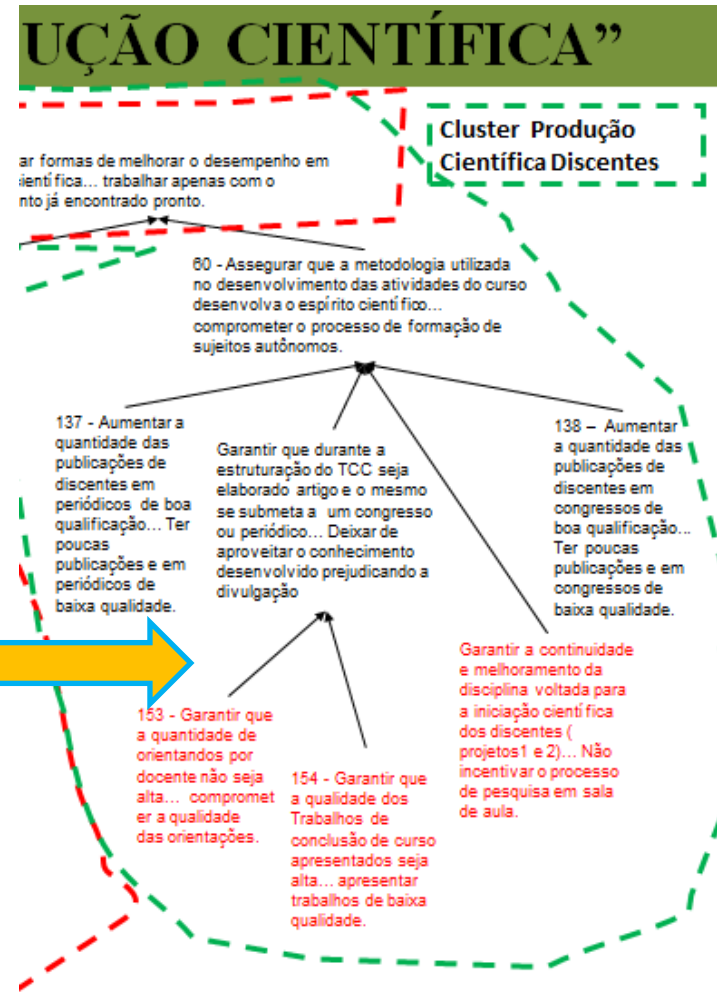 UÇÃO CIENTÍFICA”
Cluster Produção
Científica Discentes
ar formas de melhorar o desempenho em
ientífica... trabalhar apenas com o
nto já encontrado pronto.
60 - Assegurar que a metodologia utilizada
no desenvolvimento das atividades do curso
desenvolva o espírito científico...
comprometer o processo de formação de
sujeitos autônomos.
137 - Aumentar a
quantidade das
publicações de
discentes em
periódicos de boa
qualificação... Ter
poucas
publicações e em
periódicos de
baixa qualidade.
Garantir que durante a
estruturação do TCC seja
elaborado artigo e o mesmo
se submeta a um congresso
ou periódico... Deixar de
aproveitar o conhecimento
desenvolvido prejudicando a
divulgação
138 – Aumentar
a quantidade das
publicações de
discentes em
congressos de
boa qualificação...
Ter poucas
publicações e em
congressos de
baixa qualidade.
153 - Garantir que
a quantidade de
orientandos por
docente não seja
alta... compromet
er a qualidade
das orientações.
154 - Garantir que
a qualidade dos
Trabalhos de
conclusão de curso
apresentados seja
alta... apresentar
trabalhos de baixa
qualidade.
Garantir a continuidade
e melhoramento da
disciplina voltada para
a iniciação científica
dos discentes (
projetos1 e 2)... Não
incentivar o processo
de pesquisa em sala
de aula.